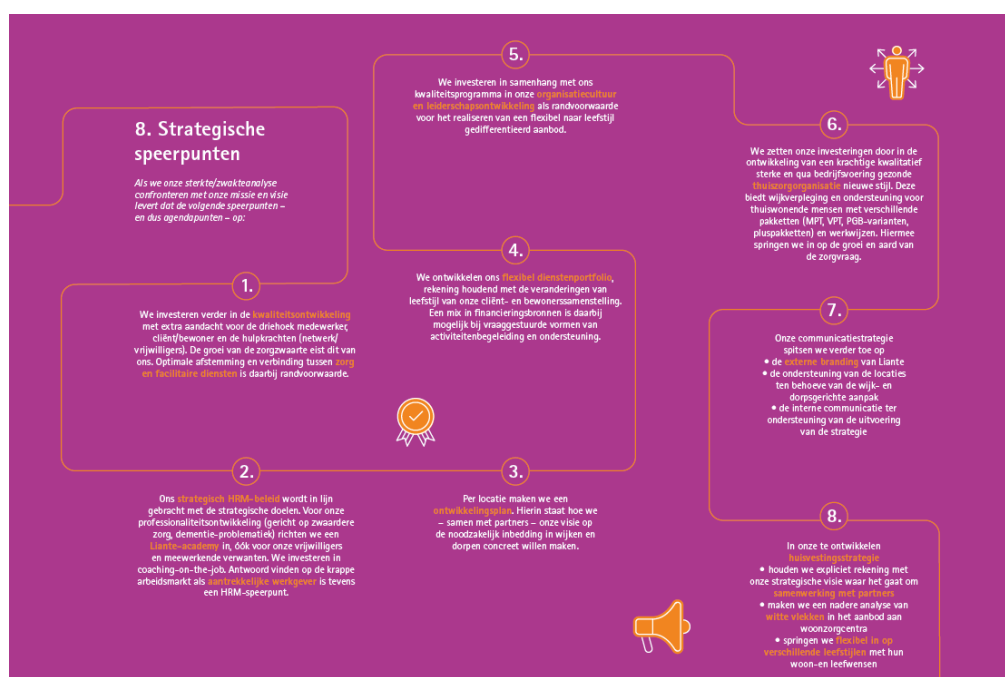 8. Strategische
speerpunten
Als we onze sterkte/zwakteanalyse
confronteren met onze missie en visie
levert dat de volgende speerpunten –
en dus agendapunten – op:
1.
We investeren verder in de kwaliteitsontwikkeling
met extra aandacht voor de driehoek medewerker,
cliënt/bewoner en de hulpkrachten (netwerk/
vrijwilligers). De groei van de zorgzwaarte eist dit van
ons. Optimale afstemming en verbinding tussen zorg
en facilitaire diensten is daarbij randvoorwaarde.
2.
Ons strategisch HRM-beleid wordt in lijn
gebracht met de strategische doelen. Voor onze
professionaliteitsontwikkeling (gericht op zwaardere
zorg, dementie-problematiek) richten we een
Liante-academy in, óók voor onze vrijwilligers
en meewerkende verwanten. We investeren in
coaching-on-the-job. Antwoord vinden op de krappe
arbeidsmarkt als aantrekkelijke werkgever is tevens
een HRM-speerpunt.
3.
Per locatie maken we een
ontwikkelingsplan. Hierin staat hoe we
– samen met partners – onze visie op
de noodzakelijk inbedding in wijken en
dorpen concreet willen maken.
4.
We ontwikkelen ons flexibel dienstenportfolio,
rekening houdend met de veranderingen van
leefstijl van onze cliënt- en bewonerssamenstelling.
Een mix in financieringsbronnen is daarbij
mogelijk bij vraaggestuurde vormen van
activiteitenbegeleiding en ondersteuning.
5.
We investeren in samenhang met ons
kwaliteitsprogramma in onze organisatiecultuur
en leiderschapsontwikkeling als randvoorwaarde
voor het realiseren van een flexibel naar leefstijl
gedifferentieerd aanbod.
6.
We zetten onze investeringen door in de
ontwikkeling van een krachtige kwalitatief
sterke en qua bedrijfsvoering gezonde
thuiszorgorganisatie nieuwe stijl. Deze
biedt wijkverpleging en ondersteuning voor
thuiswonende mensen met verschillende
pakketten (MPT, VPT, PGB-varianten,
pluspakketten) en werkwijzen. Hiermee
springen we in op de groei en aard van
de zorgvraag.
7.
Onze communicatiestrategie
spitsen we verder toe op
• de externe branding van Liante
• de ondersteuning van de locaties
ten behoeve van de wijk- en
dorpsgerichte aanpak
• de interne communicatie ter
ondersteuning van de uitvoering
van de strategie
8.
In onze te ontwikkelen
huisvestingsstrategie
• houden we expliciet rekening met
onze strategische visie waar het gaat om
samenwerking met partners
• maken we een nadere analyse van
witte vlekken in het aanbod aan
woonzorgcentra
• springen we flexibel in op
verschillende leefstijlen met hun
woon-en leefwensen